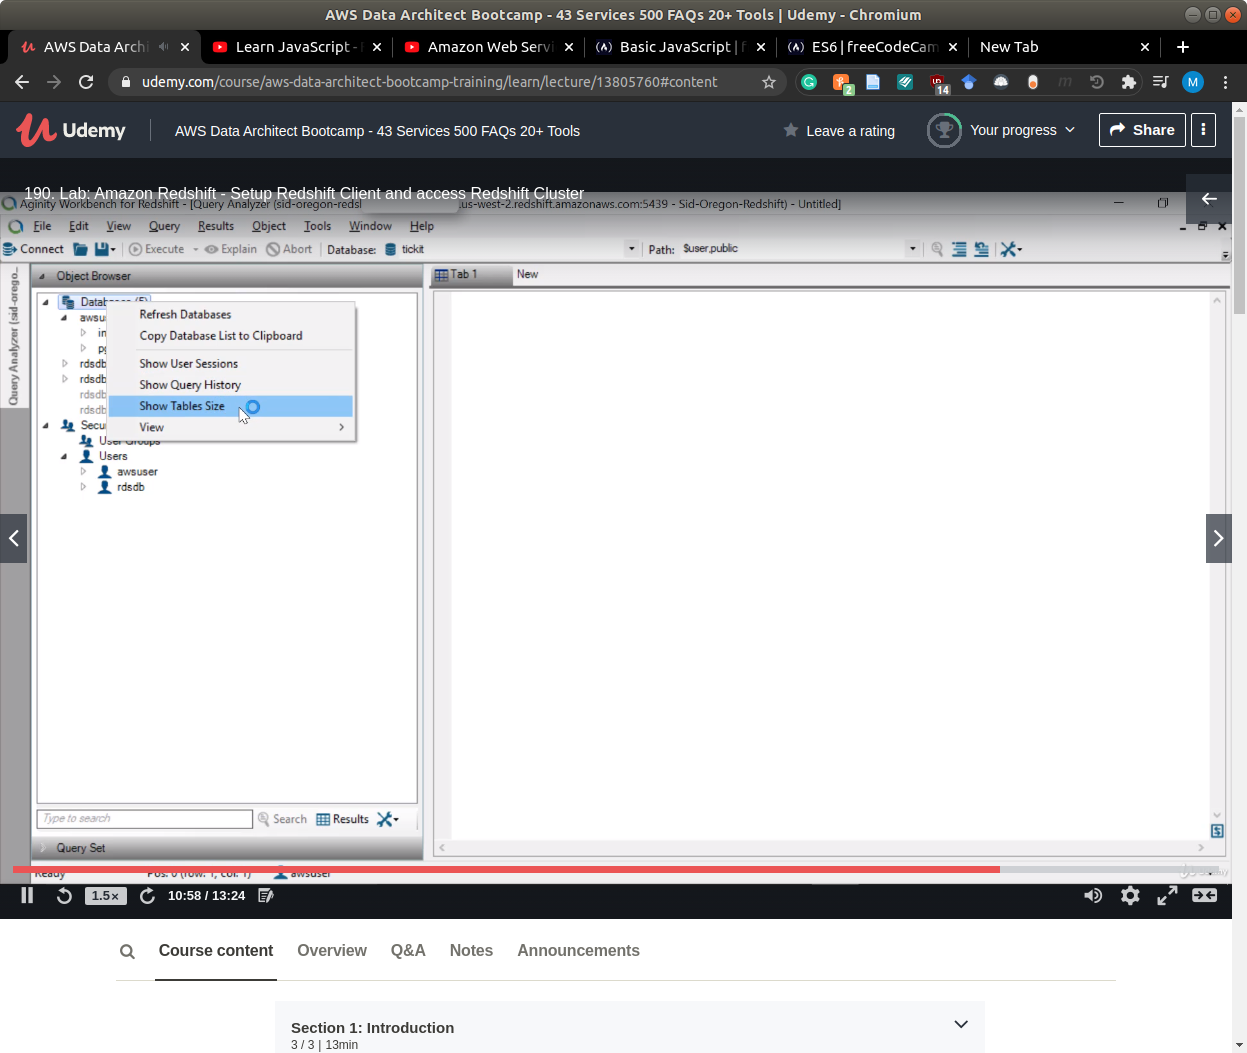 AWS Data Architect Bootcamp - 43 Services 500 FAQs 20+ Tools | Udemy - Chromium
AWS Data Archi
Learn JavaScript -
Amazon Web Servi
Basic JavaScript | f
ES6 | freeCodeCam
New Tab
udemy.com/course/aws-data-architect-bootcamp-training/learn/lecture/13805760#content
2
14
M
Udemy
AWS Data Architect Bootcamp - 43 Services 500 FAQs 20+ Tools
Leave a rating
Your progress
Share
190. Lab: Amazon Redshift - Setup Redshift Client and access Redshift Cluster
Aginity Workbench for Redshift - [Query Analyzer (sid-oregon-redsl
.us-west-2.redshift.amazonaws.com:5439 - Sid-Oregon-Redshift) - Untitled]
File Edit View Query Results Object Tools Window Help
Connect Execute Explain Abort Database: tickit Path: $user,public
Query Analyzer (sid-orego...
Object Browser
Tab 1
New
Databases (5)
awsu
in
pg
rdsdb
rdsdb
rdsdb
rdsdb
Refresh Databases
Copy Database List to Clipboard
Show User Sessions
Show Query History
Show Tables Size
View
Secu
User Groups
Users
awsuser
rdsdb
Type to search
Search
Results
Query Set
Ready
Pos: 0 (row: 1, col: 1)
awsuser
Udemy
1.5×
10:58 / 13:24
Course content
Overview
Q&A
Notes
Announcements
Section 1: Introduction
3 / 3 | 13min